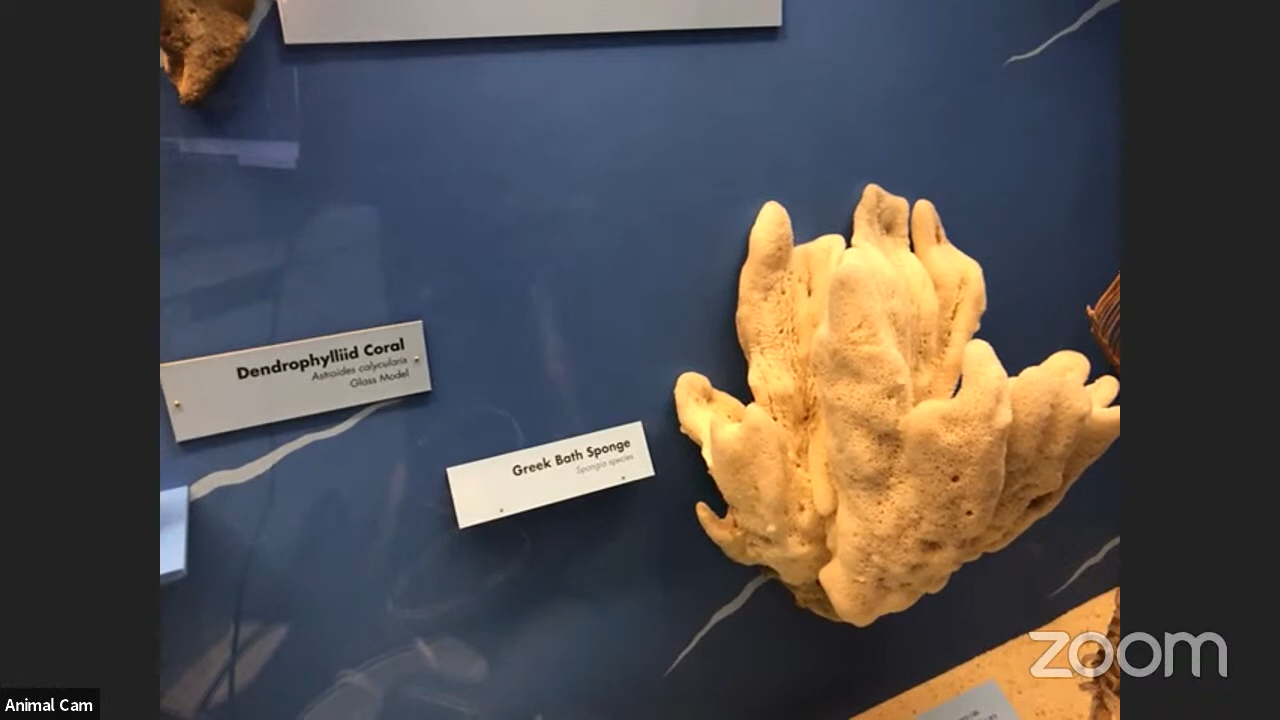 Dendrophylliid Coral
Astroides calycularis
Glass Model
Greek Bath Sponge
Spongia species
zoom
Animal Cam